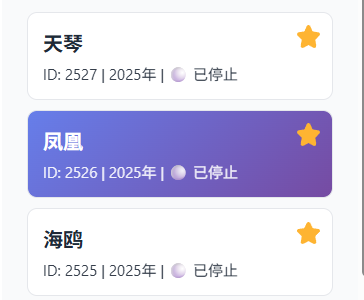 天琴
ID: 2527 | 2025年 | 已停止
凤凰
ID: 2526 | 2025年 | 已停止
海鸥
ID: 2525 | 2025年 | 已停止